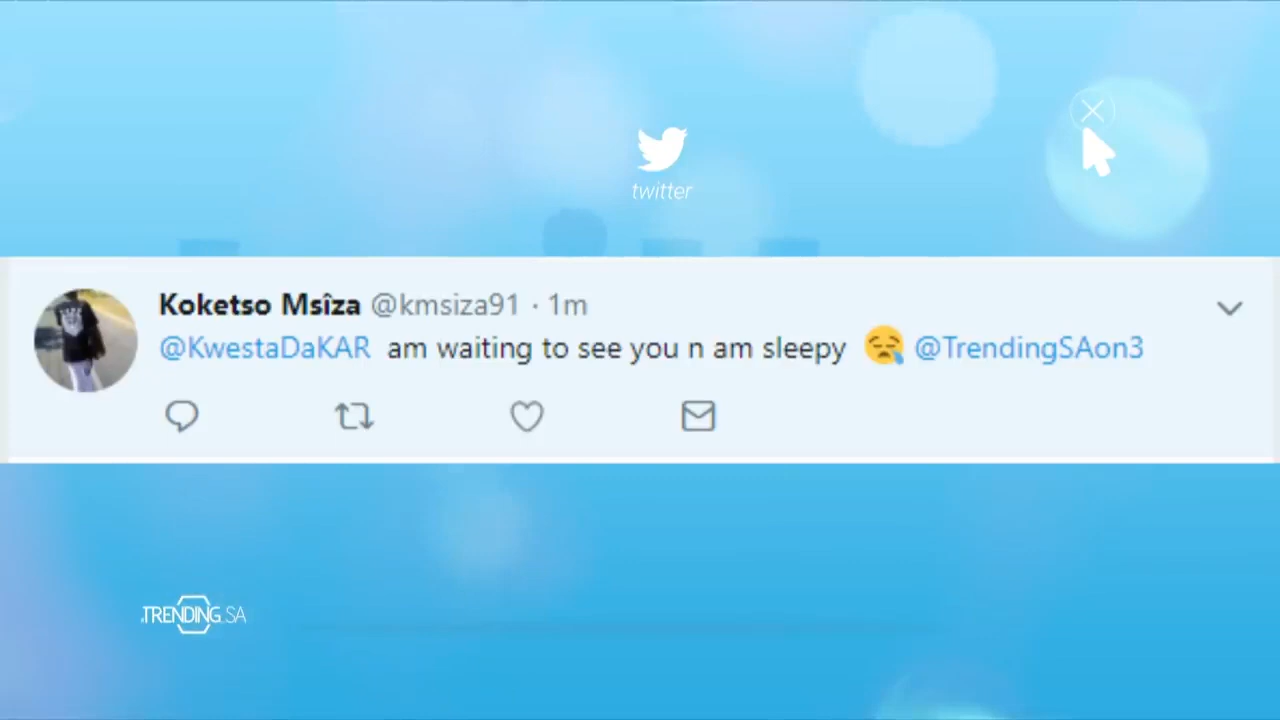 twitter
Koketso Msîza @kmsiza91 · 1m
@KwestaDaKAR am waiting to see you n am sleepy 😪 @TrendingSAon3
.TRENDING.SA